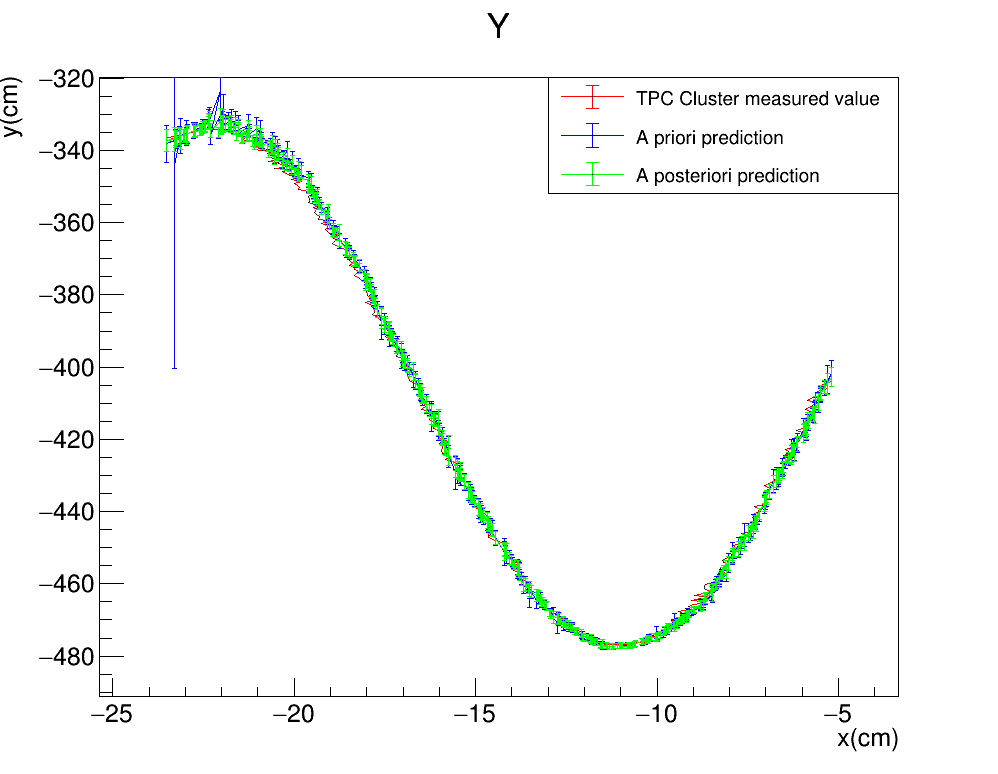 Y
y(cm)
TPC Cluster measured value
A priori prediction
A posteriori prediction
−320
−340
−360
−380
−400
−420
−440
−460
−480
−25 −20 −15 −10 −5
x(cm)